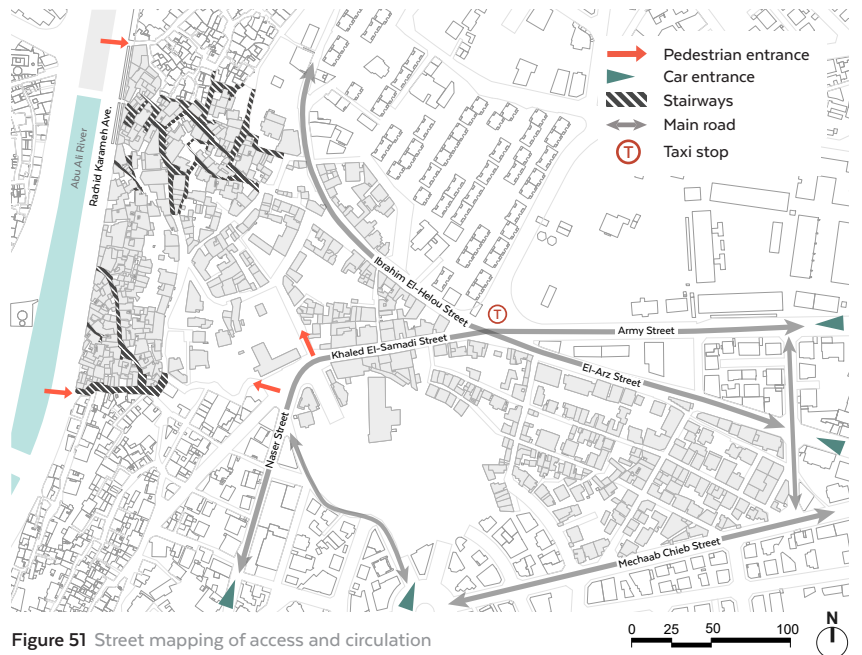 Pedestrian entrance
Car entrance
Stairways
Main road
T Taxi stop
Abu Ali River
Rachid Karameh Ave.
Ibrahim El-Helou Street
T
Army Street
Khaled El-Samadi Street
El-Arz Street
Naser Street
Mechaab Chieb Street
Figure 51 Street mapping of access and circulation
0 25 50 100
N